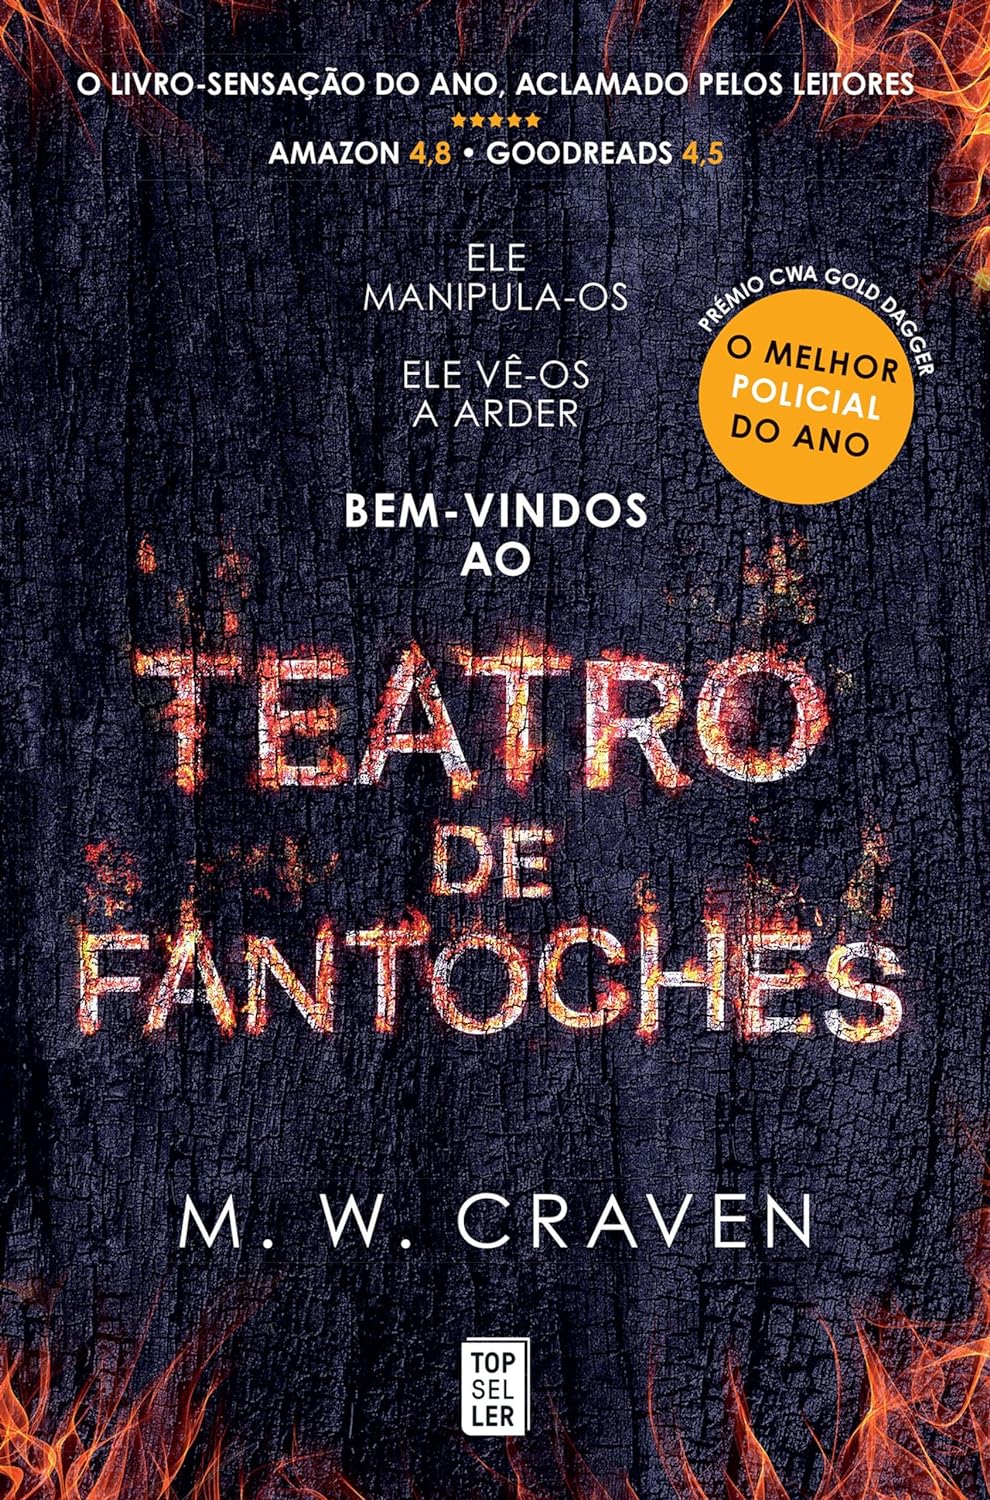 O LIVRO-SENSAÇÃO DO ANO, ACLAMADO PELOS LEITORES
AMAZON 4,8 • GOODREADS 4,5
ELE
MANIPULA-OS
ELE VÊ-OS
A ARDER
PRÉMIO CWA GOLD DAGGER
O MELHOR
POLICIAL
DO ANO
BEM-VINDOS
AO
TEATRO
DE
FANTOCHES
M. W. CRAVEN
TOP
SEL
LER